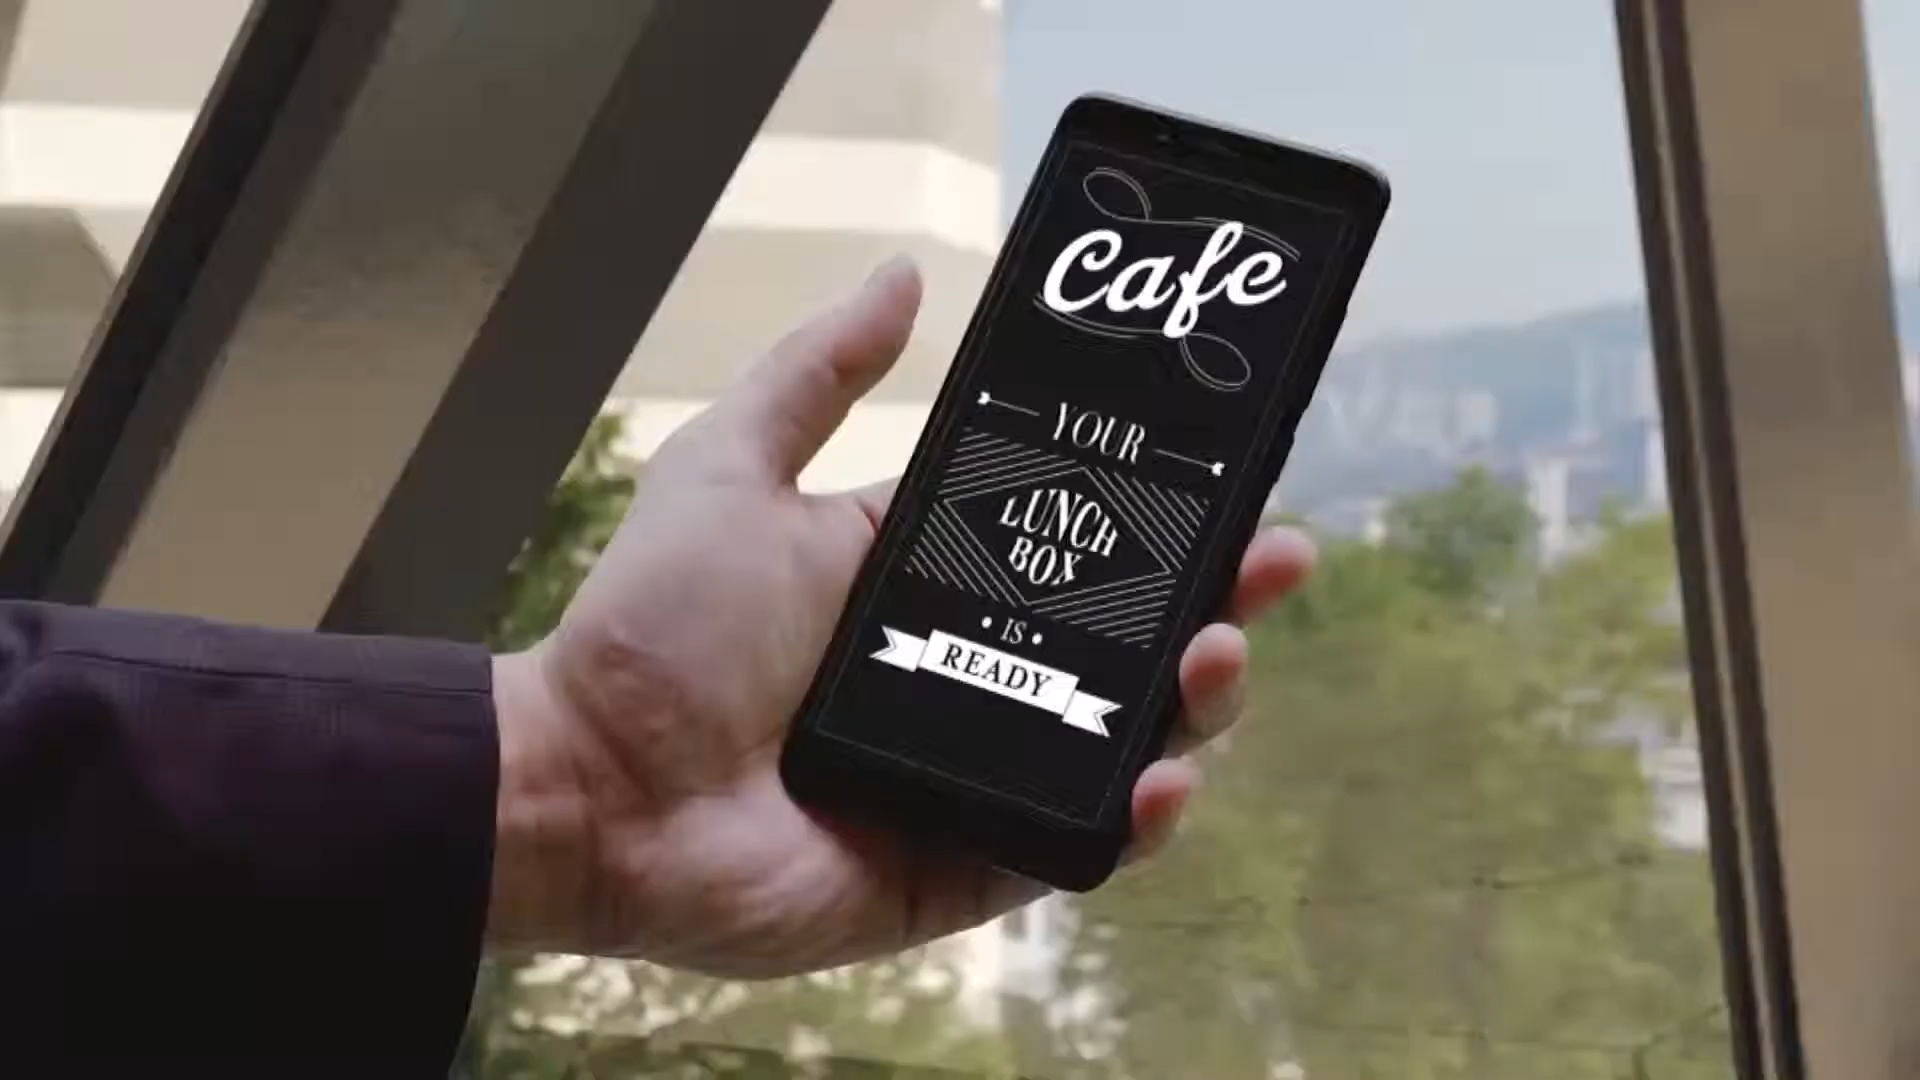 Cafe
YOUR
LUNCH
BOX
• IS •
READY